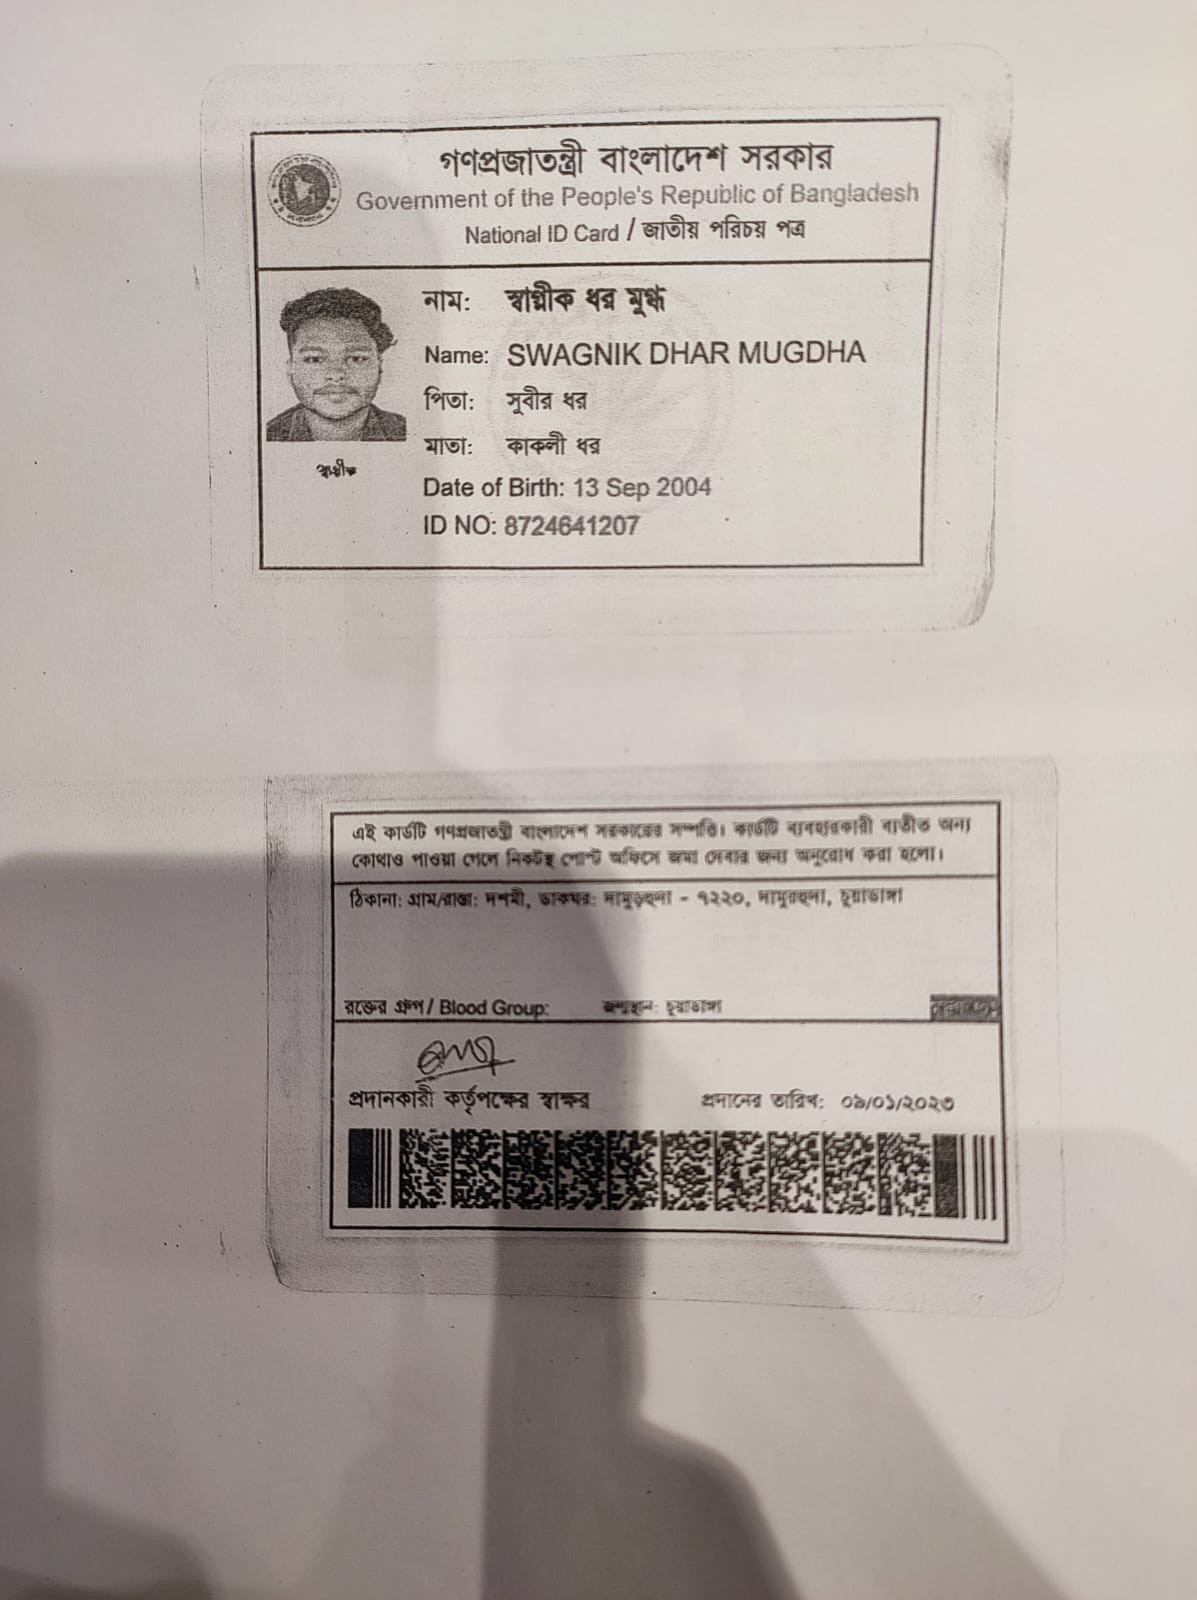 গণপ্রজাতন্ত্রী বাংলাদেশ সরকার
Government of the People's Republic of Bangladesh
National ID Card / জাতীয় পরিচয় পত্র
নাম: স্বাগ্নীক ধর মুগ্ধ
Name: SWAGNIK DHAR MUGDHA
পিতা: সুবীর ধর
মাতা: কাকলী ধর
স্বাগ্নীক
Date of Birth: 13 Sep 2004
ID NO: 8724641207
এই কার্ডটি গণপ্রজাতন্ত্রী বাংলাদেশ সরকারের সম্পত্তি। কার্ডটি ব্যবহারকারী ব্যতীত অন্য
কোথাও পাওয়া গেলে নিকটস্থ পোস্ট অফিসে জমা দেবার জন্য অনুরোধ করা হলো।
ঠিকানা: গ্রাম/রাস্তা: দশমী, ডাকঘর: দামুড়হুদা - ৭২২০, দামুরহুদা, চুয়াডাঙ্গা
রক্তের গ্রুপ / Blood Group: জন্মস্থান: চুয়াডাঙ্গা
প্রদানকারী কর্তৃপক্ষের স্বাক্ষর প্রদানের তারিখ: ০৯/০১/২০২৩